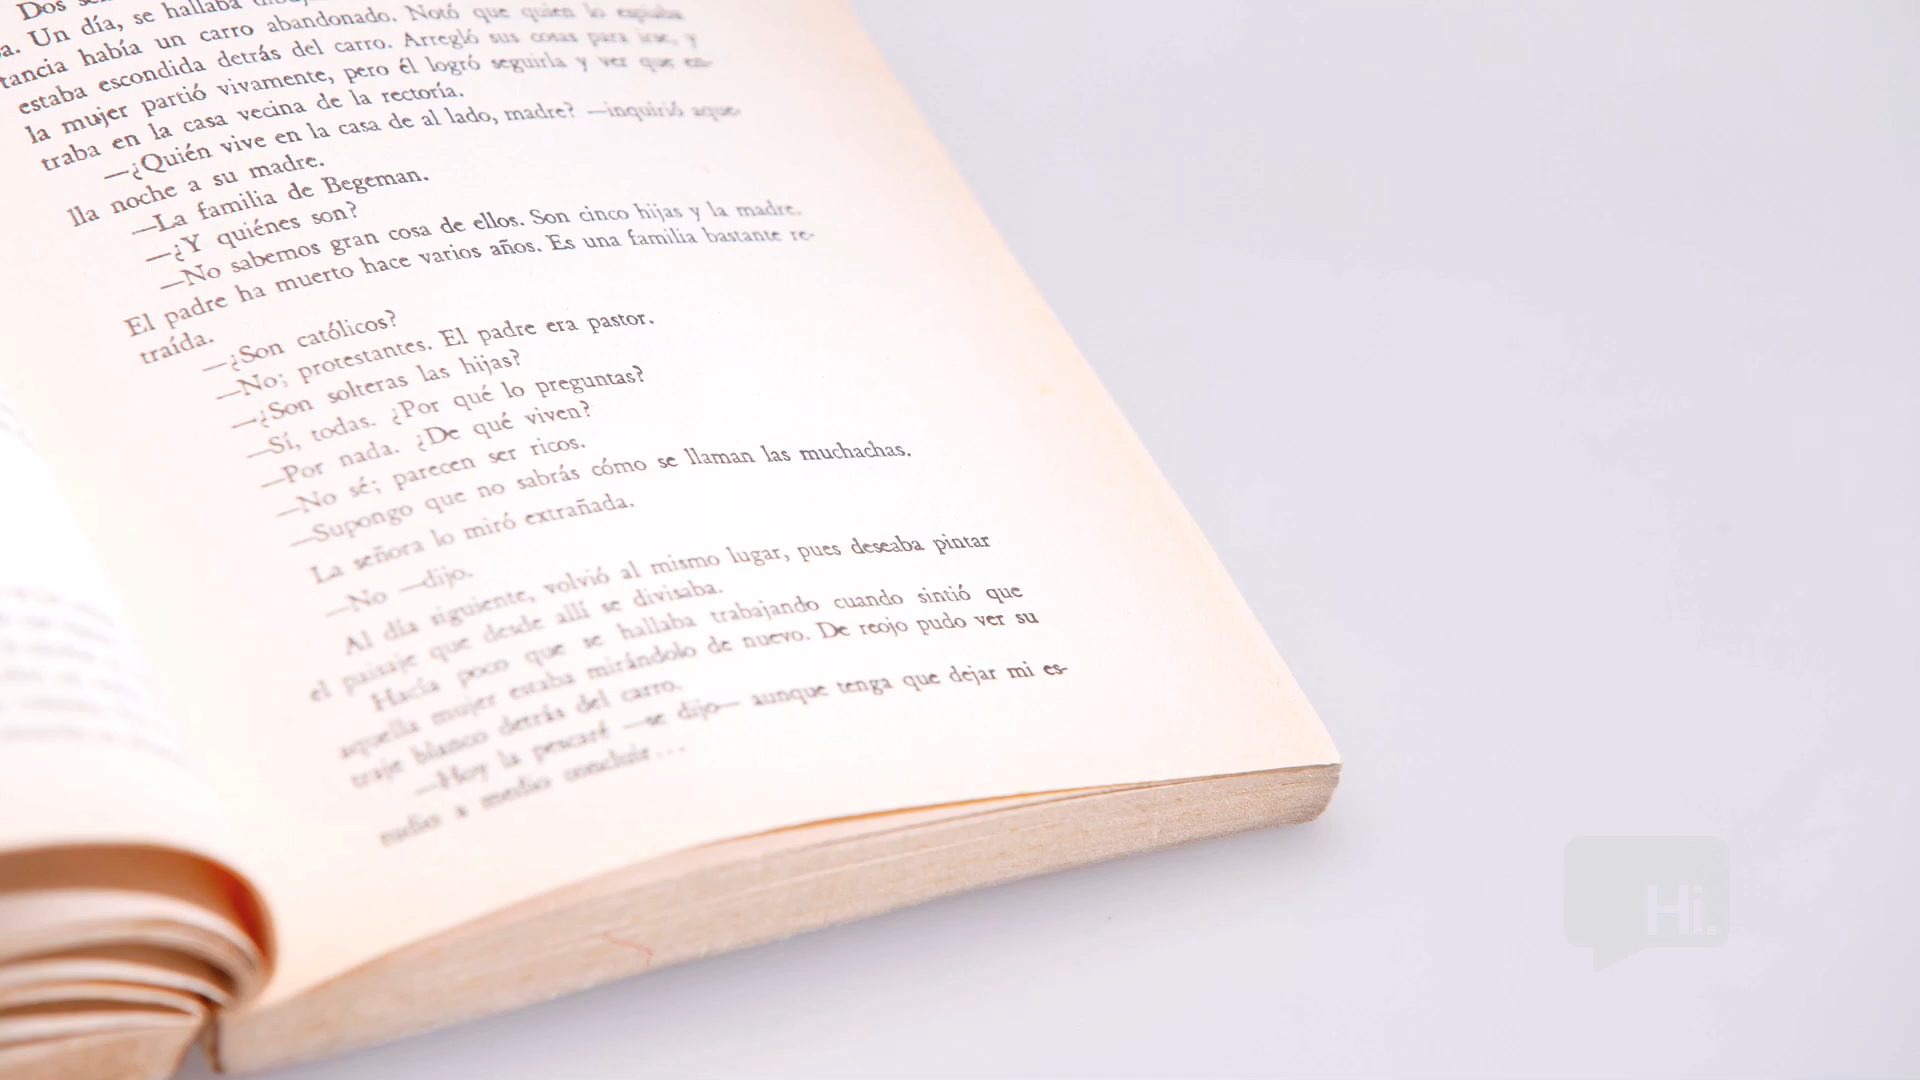 Dos
a. Un día, se hallaba
tancia había un carro abandonado. Notó que quien lo espiaba
estaba escondida detrás del carro. Arregló sus cosas para irse, y
la mujer partió vivamente, pero él logró seguirla y ver que en-
traba en la casa vecina de la rectoría.
—¿Quién vive en la casa de al lado, madre? —inquirió aque-
lla noche a su madre.
—La familia de Begeman.
—¿Y quiénes son?
—No sabemos gran cosa de ellos. Son cinco hijas y la madre.
El padre ha muerto hace varios años. Es una familia bastante re-
traída.
—¿Son católicos?
—No; protestantes. El padre era pastor.
—¿Son solteras las hijas?
—Sí, todas. ¿Por qué lo preguntas?
—Por nada. ¿De qué viven?
—No sé; parecen ser ricos.
—Supongo que no sabrás cómo se llaman las muchachas.
La señora lo miró extrañada.
—No —dijo.
Al día siguiente, volvió al mismo lugar, pues deseaba pintar
el paisaje que desde allí se divisaba.
Hacía poco que se hallaba trabajando cuando sintió que
aquella mujer estaba mirándolo de nuevo. De reojo pudo ver su
traje blanco detrás del carro.
—Hoy la pescaré —se dijo— aunque tenga que dejar mi es-
tudio a medio concluir...
Hi.